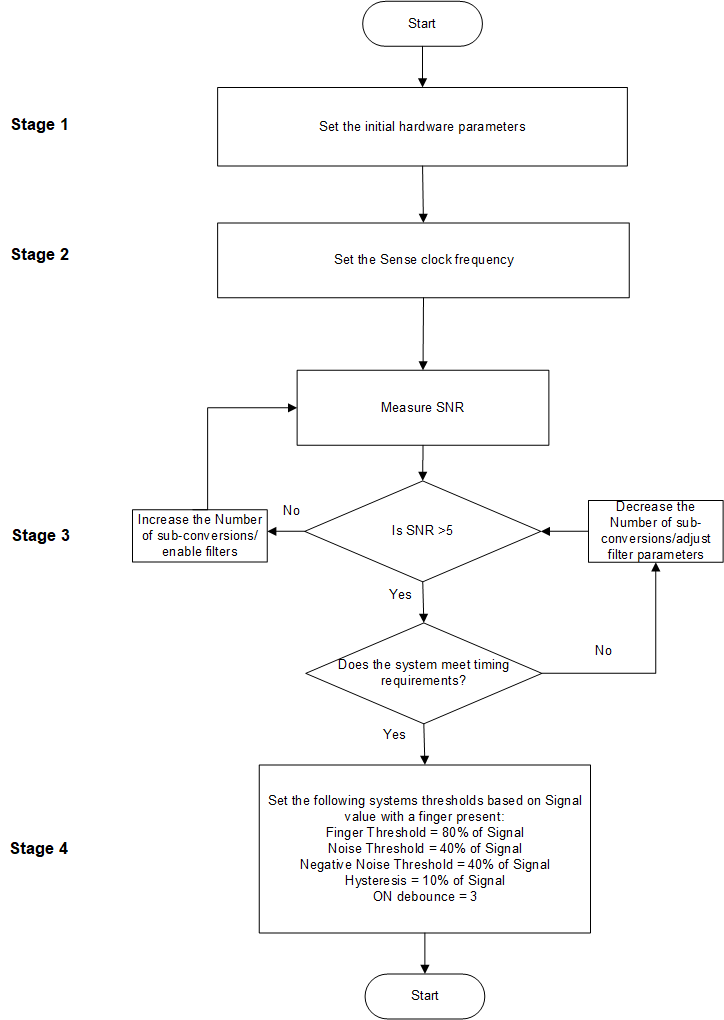 Start
Stage 1
Set the initial hardware parameters
Stage 2
Set the Sense clock frequency
Measure SNR
Stage 3
No
Increase the Number
of sub-conversions/
enable filters
Is SNR >5
Decrease the
Number of sub-
conversions/adjust
filter parameters
Yes
Does the system meet timing
requirements?
No
Yes
Stage 4
Set the following systems thresholds based on Signal
value with a finger present:
Finger Threshold = 80% of Signal
Noise Threshold = 40% of Signal
Negative Noise Threshold = 40% of Signal
Hysteresis = 10% of Signal
ON debounce = 3
Start